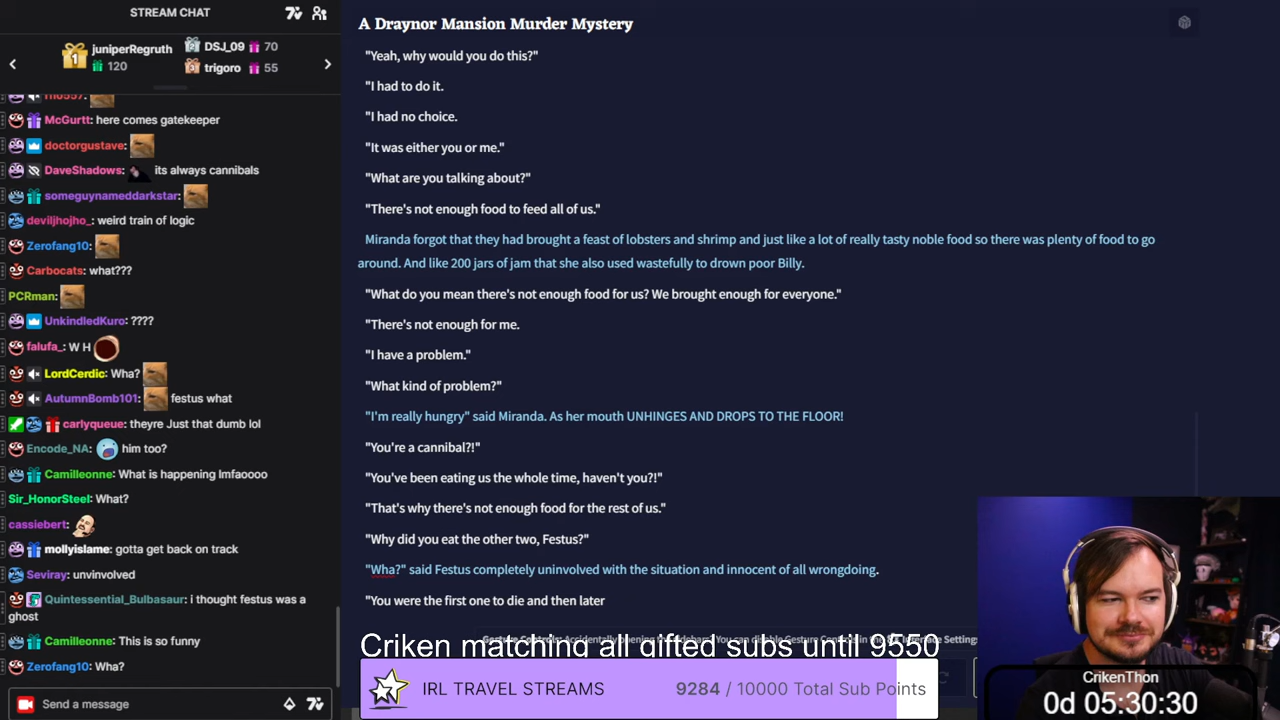 STREAM CHAT
juniperRegruth
120
DSJ_09 70
trigoro 55
McGurtt: here comes gatekeeper
doctorgustave:
DaveShadows: its always cannibals
someguynameddarkstar:
deviljhojho_: weird train of logic
Zerofang10:
Carbocats: what???
PCRman:
UnkindledKuro: ????
falufa_: W H
LordCerdic: Wha?
AutumnBomb101: festus what
carlyqueue: theyre Just that dumb lol
Encode_NA: him too?
Camilleonne: What is happening lmfaoooo
Sir_HonorSteel: What?
cassiebert:
mollyislame: gotta get back on track
Seviray: unvinvolved
Quintessential_Bulbasaur: i thought festus was a
ghost
Camilleonne: This is so funny
Zerofang10: Wha?
Send a message
A Draynor Mansion Murder Mystery
"Yeah, why would you do this?"
"I had to do it.
"I had no choice.
"It was either you or me."
"What are you talking about?"
"There's not enough food to feed all of us."
Miranda forgot that they had brought a feast of lobsters and shrimp and just like a lot of really tasty noble food so there was plenty of food to go
around. And like 200 jars of jam that she also used wastefully to drown poor Billy.
"What do you mean there's not enough food for us? We brought enough for everyone."
"There's not enough for me.
"I have a problem."
"What kind of problem?"
"I'm really hungry" said Miranda. As her mouth UNHINGES AND DROPS TO THE FLOOR!
"You're a cannibal?!"
"You've been eating us the whole time, haven't you?!"
"That's why there's not enough food for the rest of us."
"Why did you eat the other two, Festus?"
"Wha?" said Festus completely uninvolved with the situation and innocent of all wrongdoing.
"You were the first one to die and then later
Criken matching all gifted subs until 9550
IRL TRAVEL STREAMS 9284 / 10000 Total Sub Points
CrikenThon
0d 05:30:30